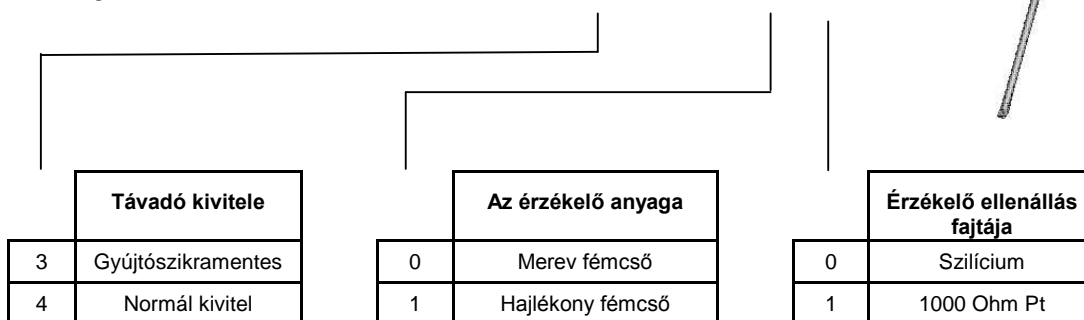 Távadó kivitele
3 Gyújtószikramentes
4 Normál kivitel
Az érzékelő anyaga
0 Merev fémcső
1 Hajlékony fémcső
Érzékelő ellenállás
fajtája
0 Szilícium
1 1000 Ohm Pt